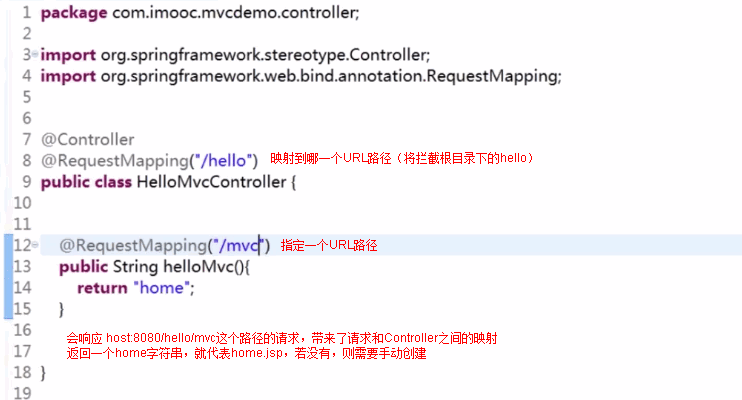 1 package com.imooc.mvcdemo.controller;
2
3 import org.springframework.stereotype.Controller;
4 import org.springframework.web.bind.annotation.RequestMapping;
5
6
7 @Controller
8 @RequestMapping("/hello") 映射到哪一个URL路径（将拦截根目录下的hello）
9 public class HelloMvcController {
10
11
12 @RequestMapping("/mvc") 指定一个URL路径
13 public String helloMvc(){
14 return "home";
15 }
16 会响应 host:8080/hello/mvc这个路径的请求，带来了请求和Controller之间的映射
17 返回一个home字符串，就代表home.jsp，若没有，则需要手动创建
18 }
19